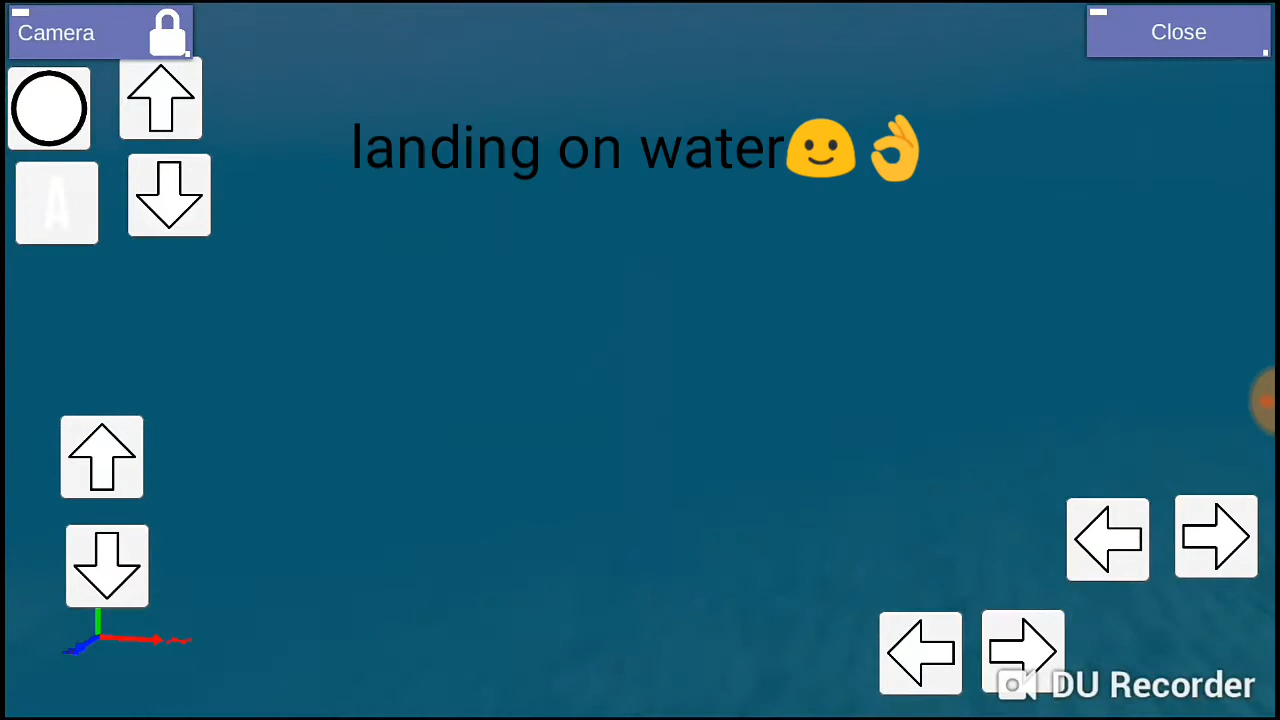 Camera
Close
landing on water🙂👌
A
DU Recorder